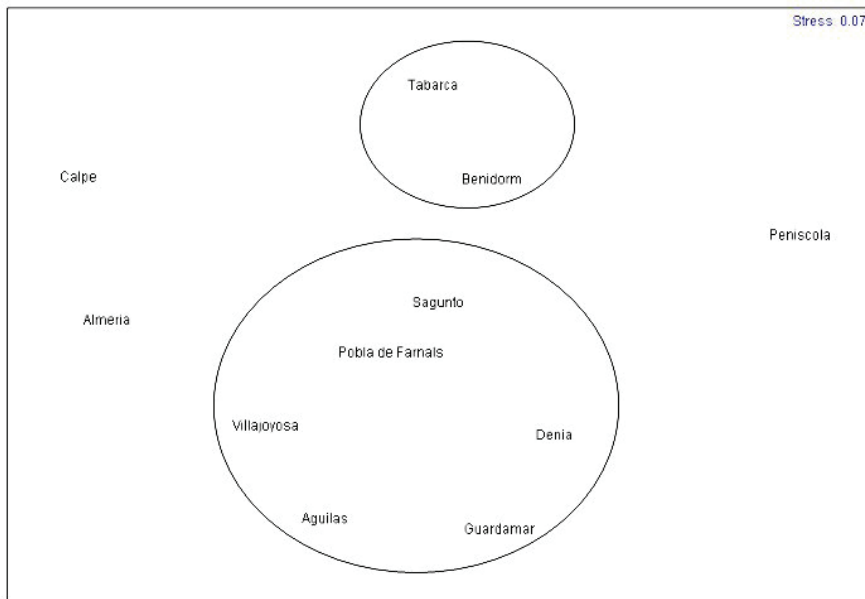 Stress 0.07
Tabarca
Calpe
Benidorm
Peniscola
Sagunto
Almeria
Pobla de Farnals
Villajoyosa
Denia
Aguilas
Guardamar